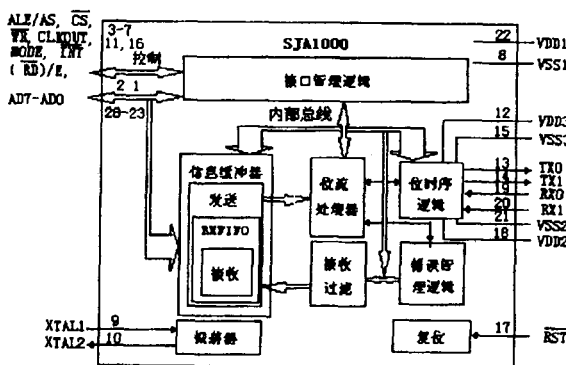 ALE/AS, CS,
WR, CLKOUT,
MODE, INT
(RD)/E,
3-7
11, 16
控制
SJA1000
22
VDD1
8
VSS1
接口管理逻辑
AD7-AD0
2 1
28-23
内部总线
12
VDD3
15
VSS3
信息缓冲器
发送
RXFIFO
接收
位流
处理器
位时序
逻辑
13
TX0
TX1
19
RX0
20
RX1
21
VSS2
18
VDD2
接收
过滤
错误管
理逻辑
XTAL1
9
XTAL2
10
振荡器
复位
17
RST